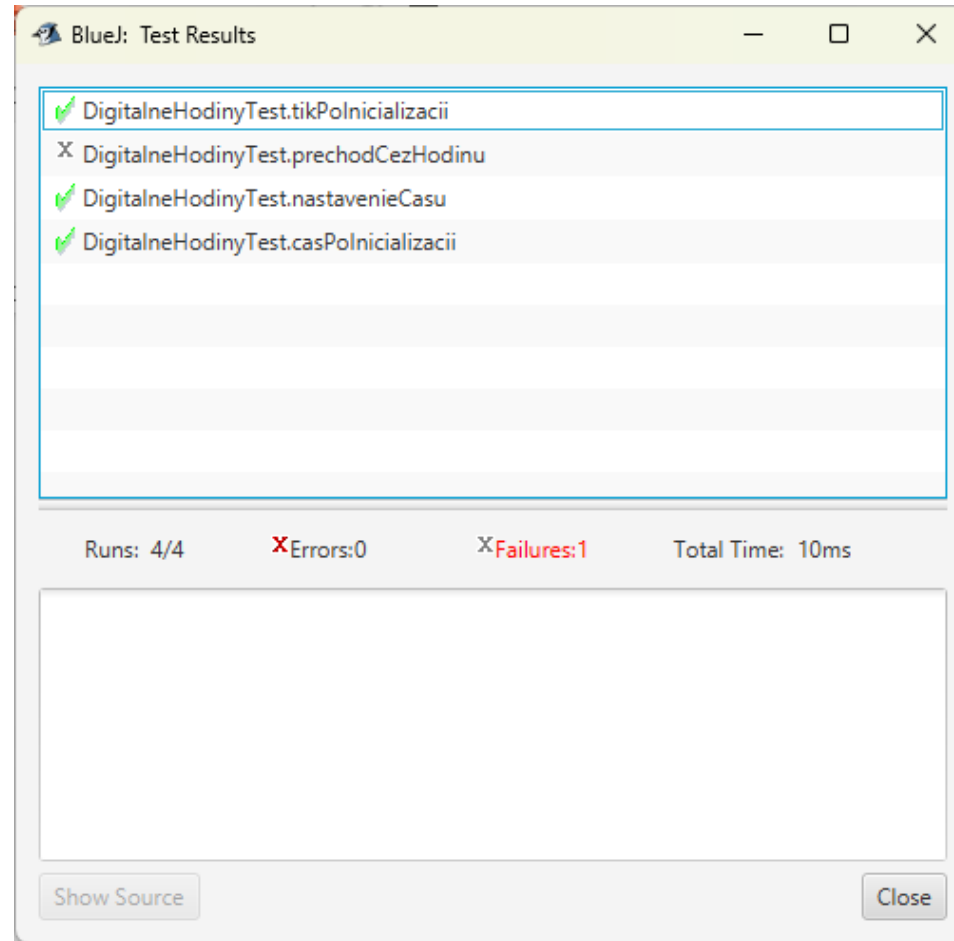 BlueJ: Test Results
DigitalneHodinyTest.tikPoInicializacii
DigitalneHodinyTest.prechodCezHodinu
DigitalneHodinyTest.nastavenieCasu
DigitalneHodinyTest.casPoInicializacii
Runs: 4/4 Errors:0 Failures:1 Total Time: 10ms
Show Source Close